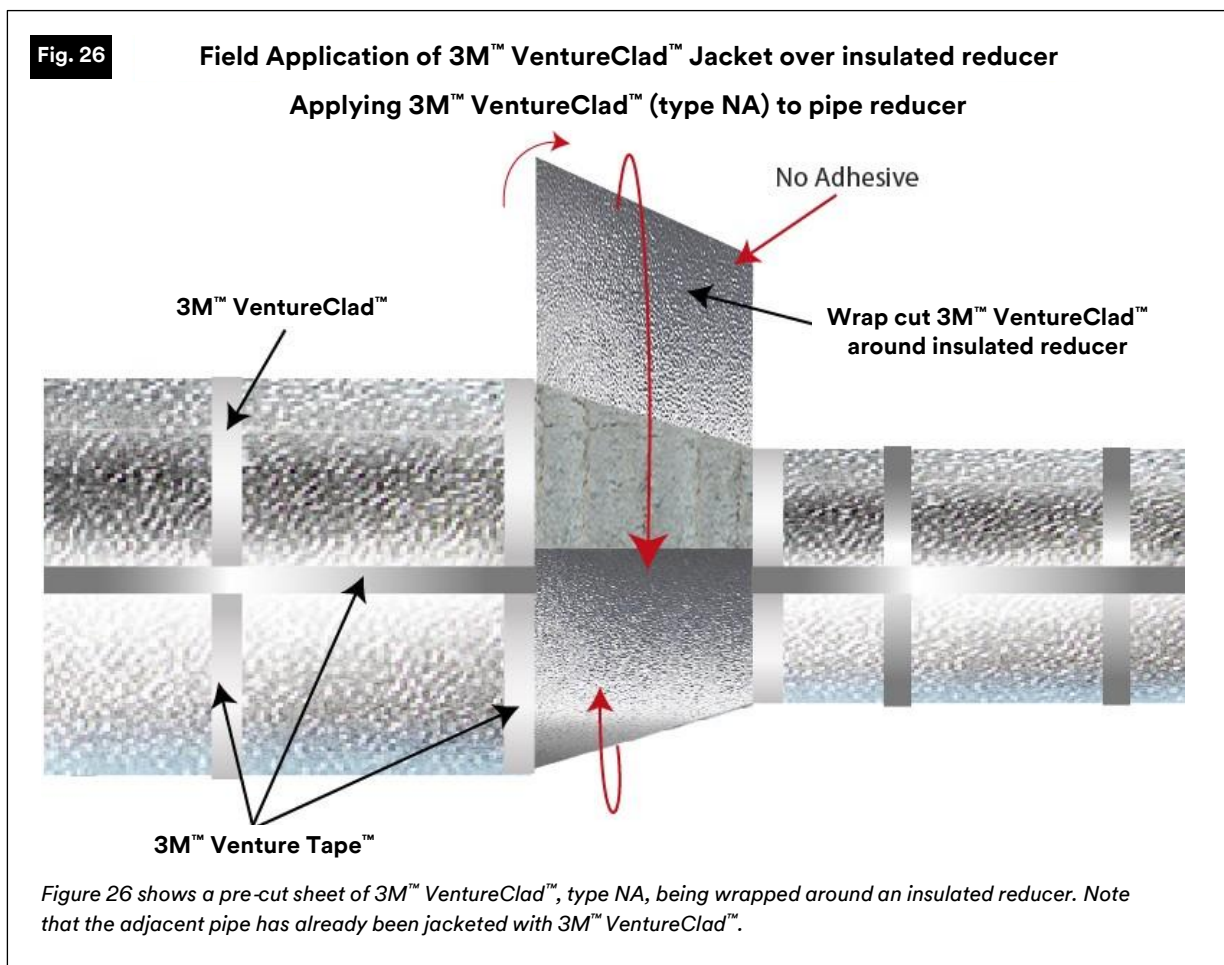 Fig. 26
Field Application of 3M™ VentureClad™ Jacket over insulated reducer
Applying 3M™ VentureClad™ (type NA) to pipe reducer
No Adhesive
3M™ VentureClad™
Wrap cut 3M™ VentureClad™
around insulated reducer
3M™ Venture Tape™
Figure 26 shows a pre-cut sheet of 3M™ VentureClad™, type NA, being wrapped around an insulated reducer. Note
that the adjacent pipe has already been jacketed with 3M™ VentureClad™.